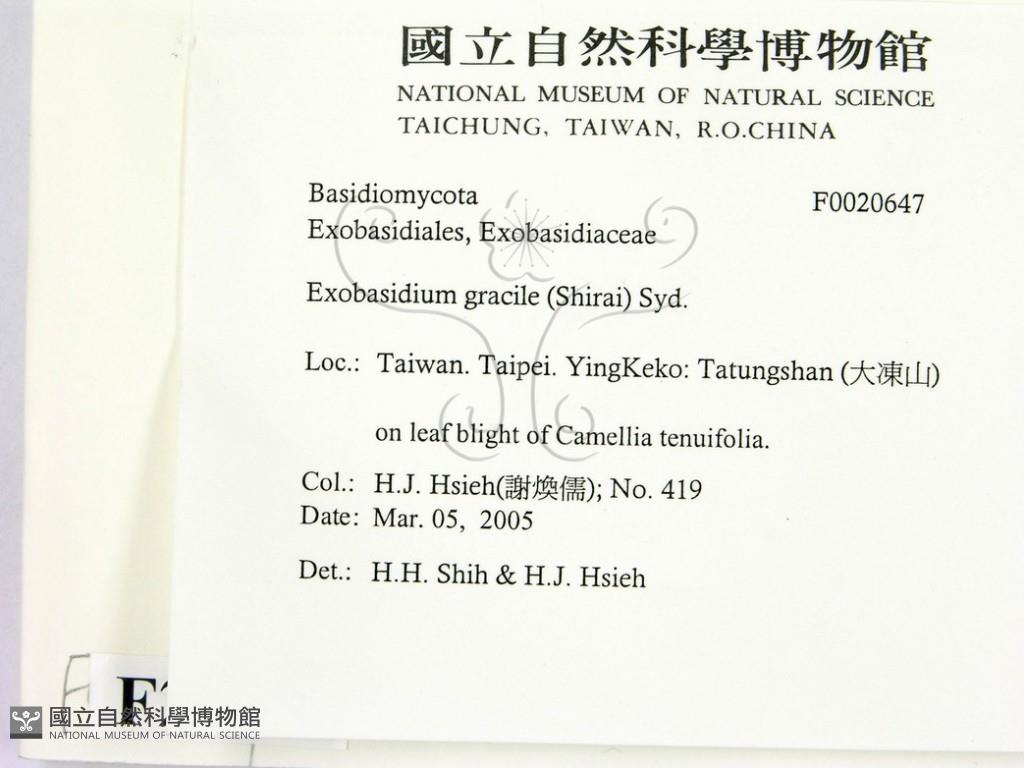 國立自然科學博物館
NATIONAL MUSEUM OF NATURAL SCIENCE
TAICHUNG, TAIWAN, R.O.CHINA
Basidiomycota F0020647
Exobasidiales, Exobasidiaceae
Exobasidium gracile (Shirai) Syd.
Loc.: Taiwan. Taipei. YingKeko: Tatungshan (大凍山)
on leaf blight of Camellia tenuifolia.
Col.: H.J. Hsieh(謝煥儒); No. 419
Date: Mar. 05, 2005
Det.: H.H. Shih & H.J. Hsieh
國立自然科學博物館
NATIONAL MUSEUM OF NATURAL SCIENCE